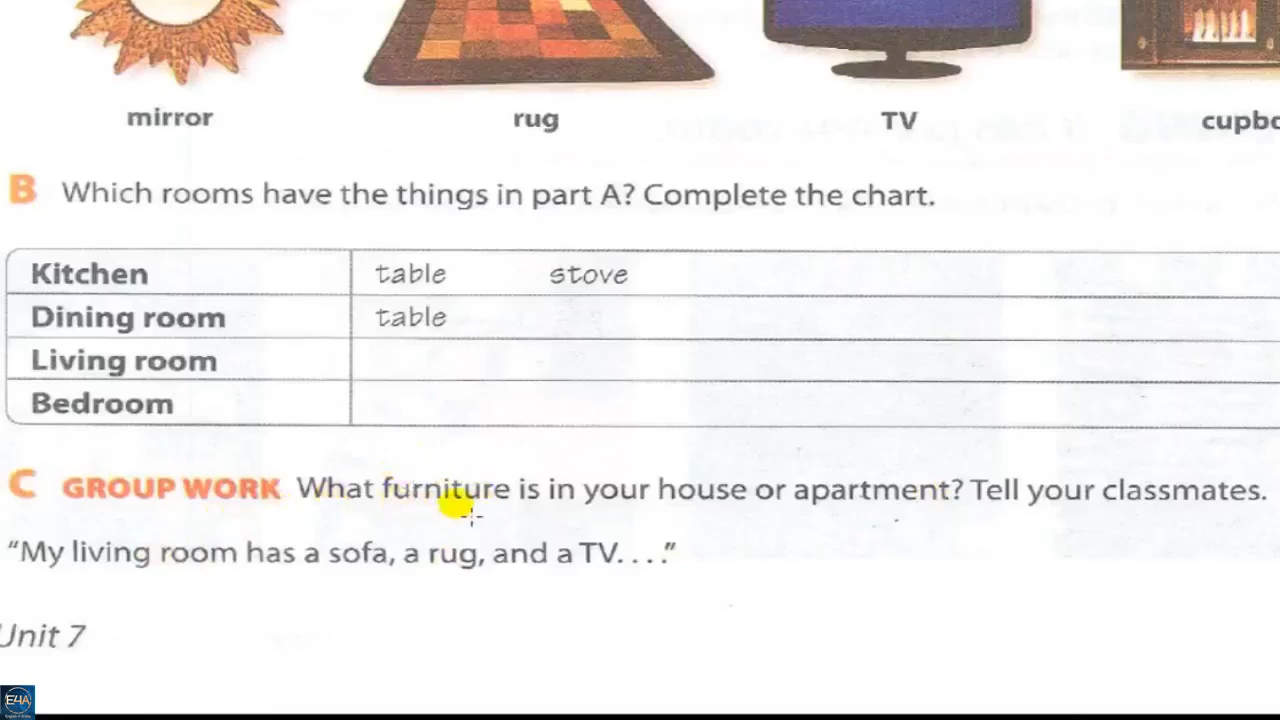 mirror rug TV cupbo
B Which rooms have the things in part A? Complete the chart.
Kitchen table stove
Dining room table
Living room
Bedroom
C GROUP WORK What furniture is in your house or apartment? Tell your classmates.
"My living room has a sofa, a rug, and a TV. . . ."
Unit 7
E4A